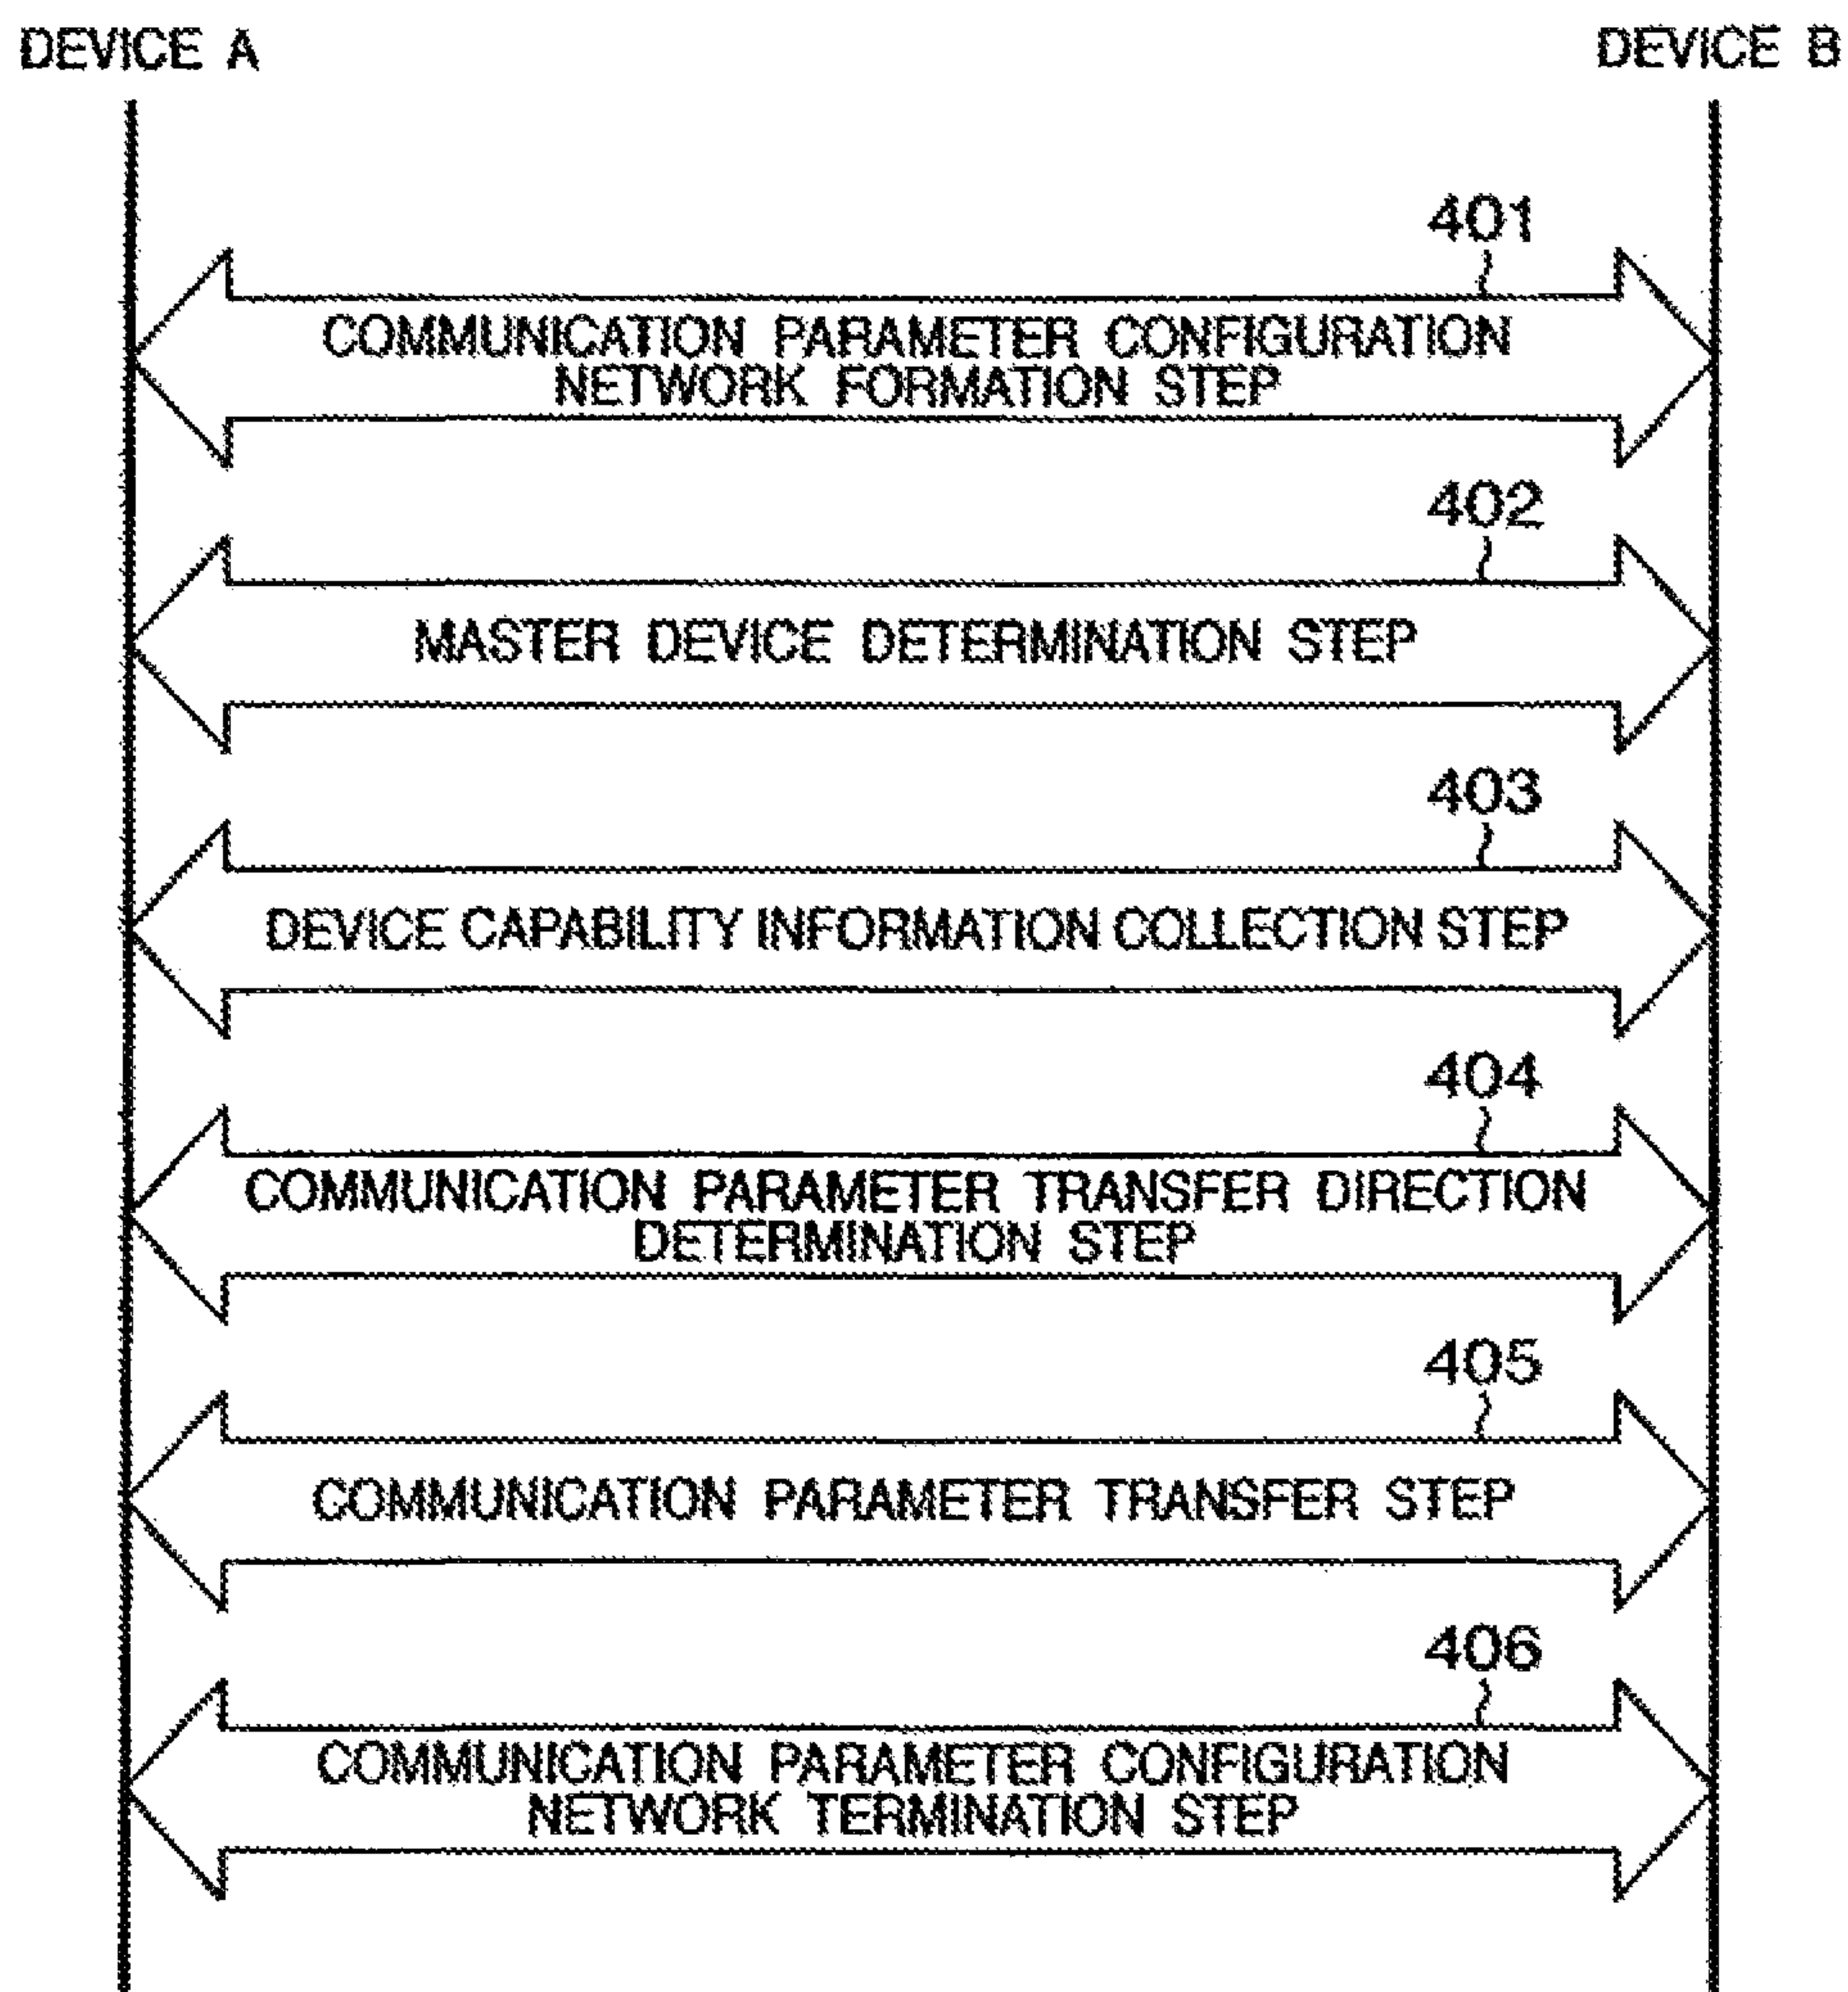 DEVICE A
DEVICE B
401
COMMUNICATION PARAMETER CONFIGURATION
NETWORK FORMATION STEP
402
MASTER DEVICE DETERMINATION STEP
403
DEVICE CAPABILITY INFORMATION COLLECTION STEP
404
COMMUNICATION PARAMETER TRANSFER DIRECTION
DETERMINATION STEP
405
COMMUNICATION PARAMETER TRANSFER STEP
406
COMMUNICATION PARAMETER CONFIGURATION
NETWORK TERMINATION STEP